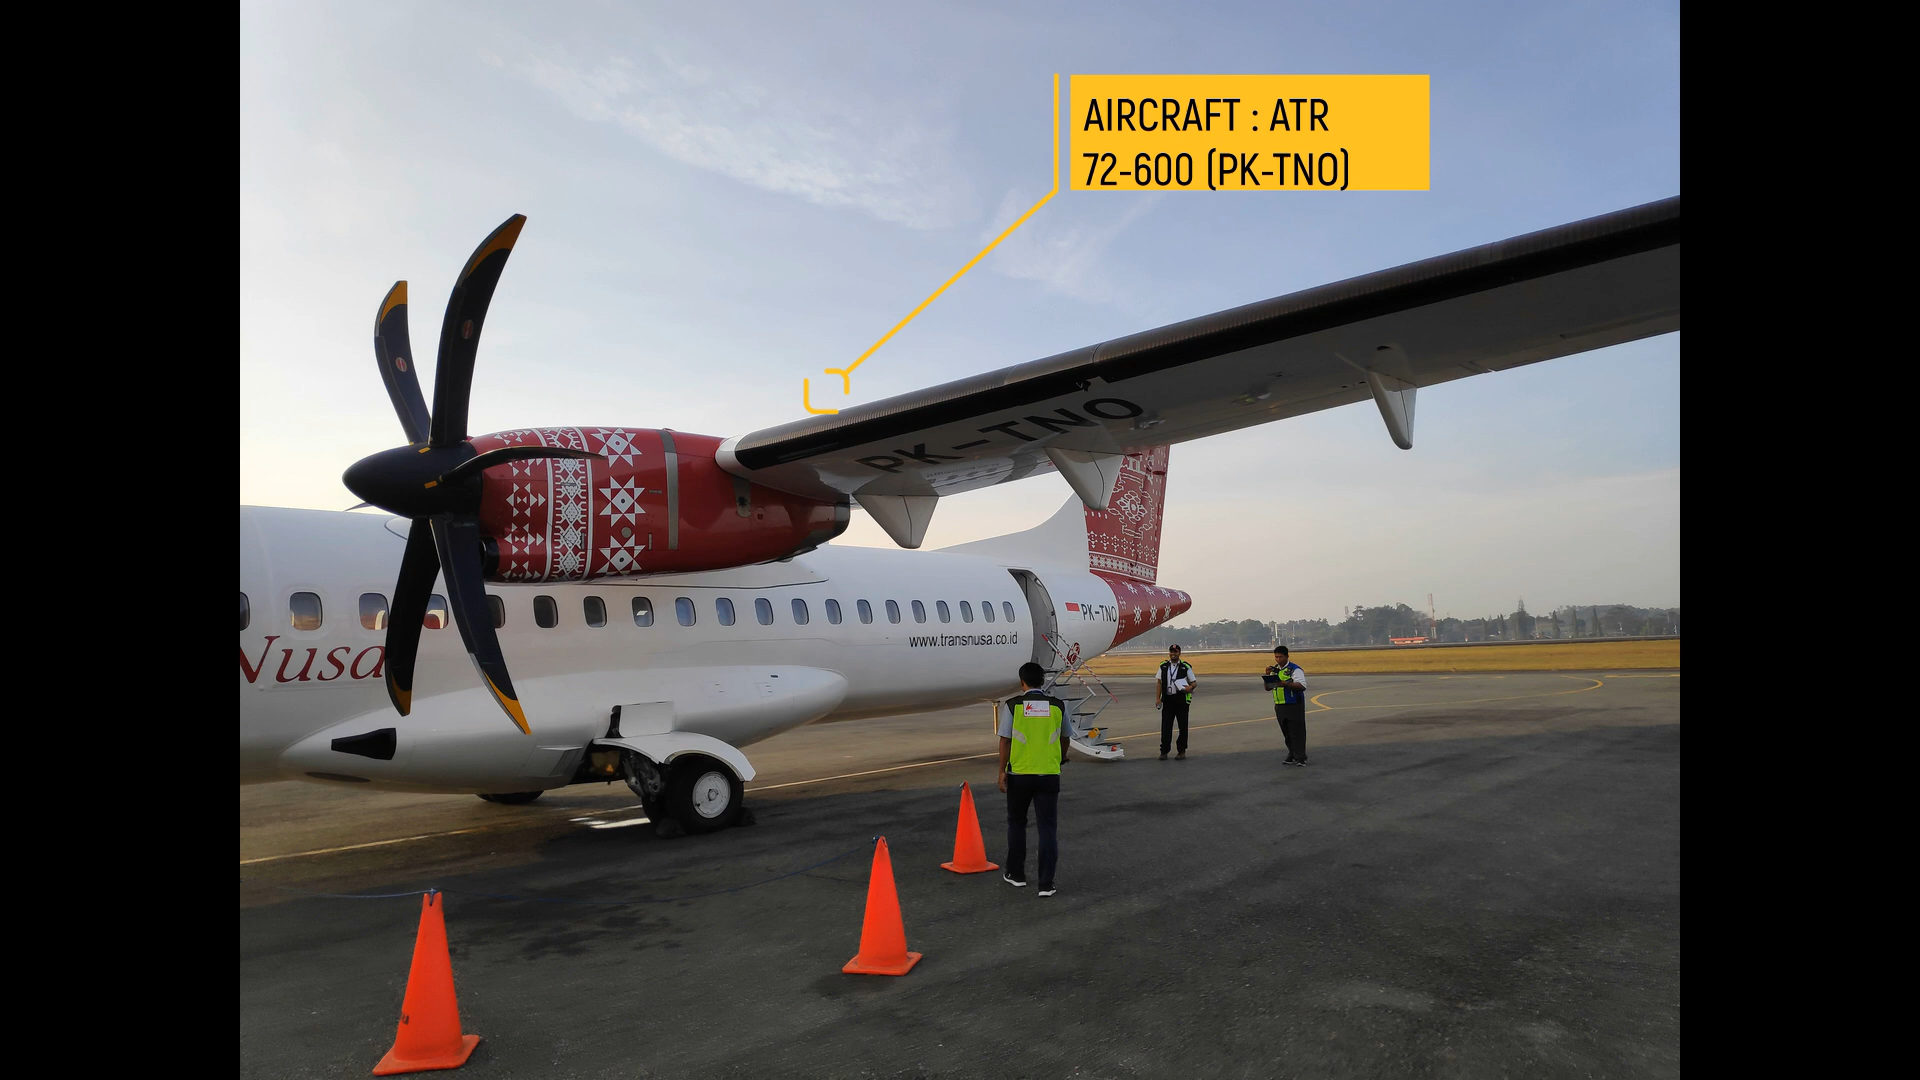 AIRCRAFT : ATR
72-600 (PK-TNO)
PK-TNO
PK-TNO
www.transnusa.co.id
Nusa